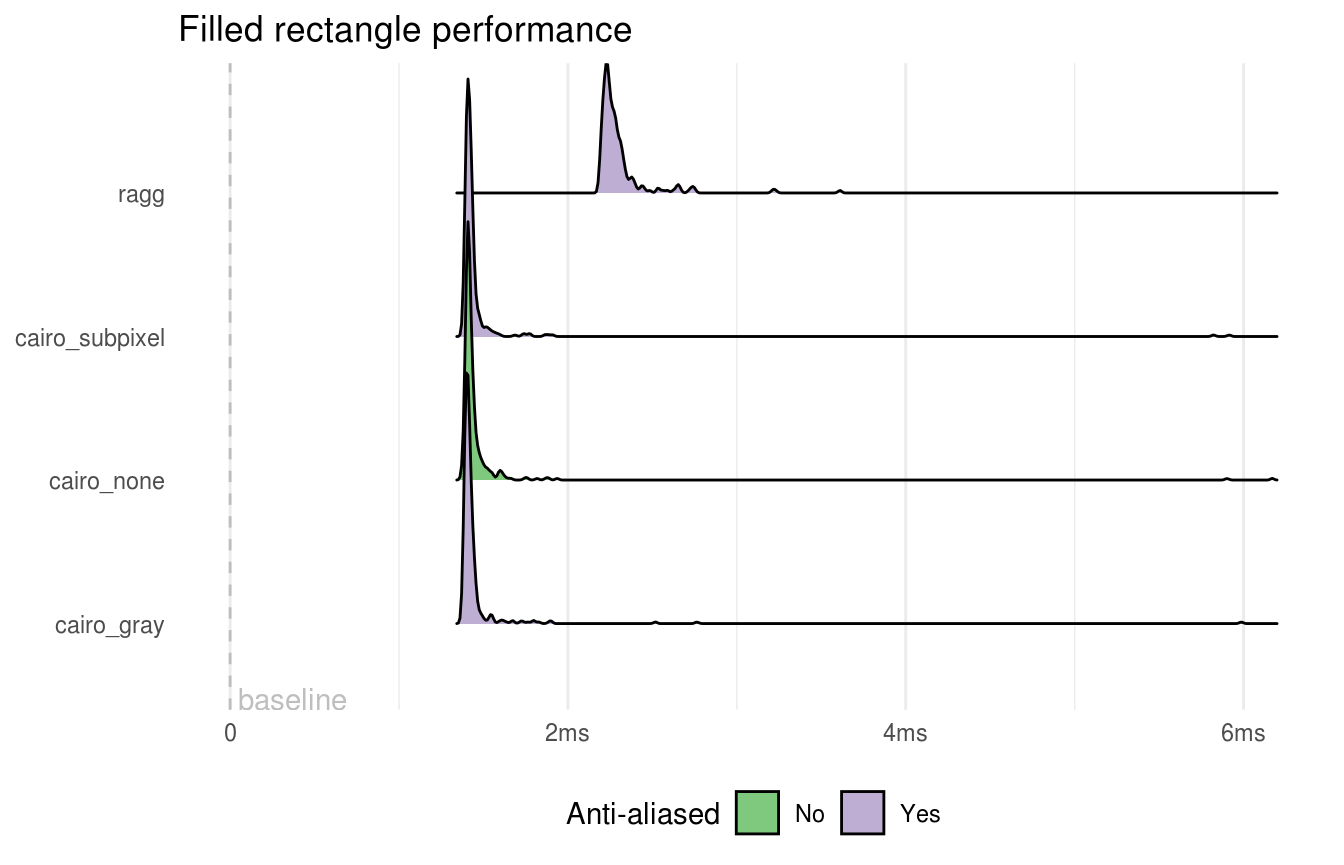 Filled rectangle performance
ragg
cairo_subpixel
cairo_none
cairo_gray
baseline
0 2ms 4ms 6ms
Anti-aliased No Yes